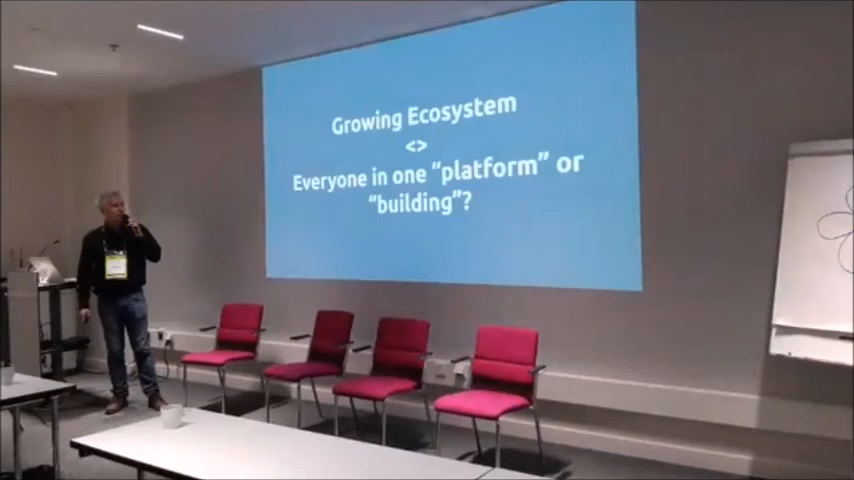 Growing Ecosystem
<>
Everyone in one “platform” or
“building”?